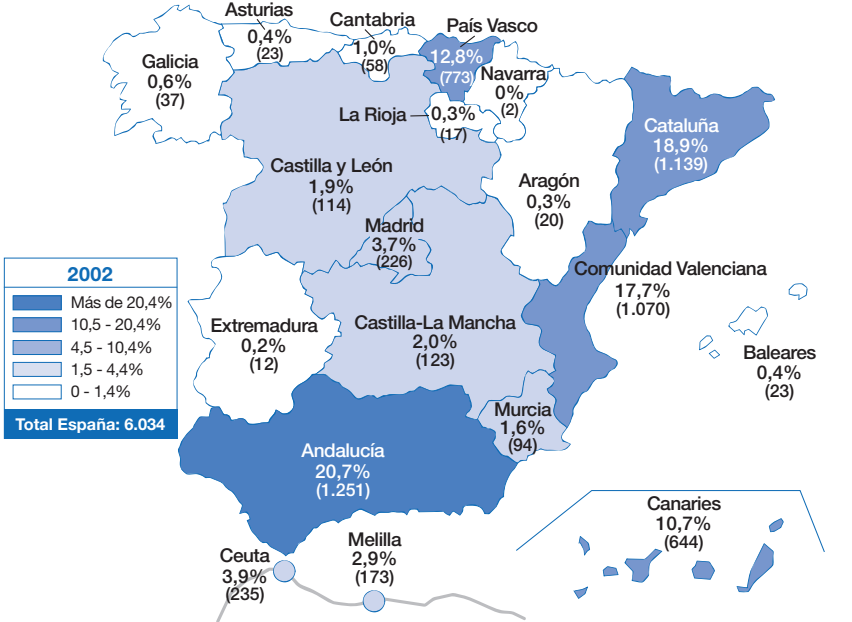 Asturias
0,4%
(23)
Cantabria
1,0%
(58)
País Vasco
12,8%
(773)
Galicia
0,6%
(37)
Navarra
0%
(2)
La Rioja
0,3%
(17)
Cataluña
18,9%
(1.139)
Castilla y León
1,9%
(114)
Aragón
0,3%
(20)
Madrid
3,7%
(226)
Comunidad Valenciana
17,7%
(1.070)
2002
Más de 20,4%
10,5 - 20,4%
4,5 - 10,4%
1,5 - 4,4%
0 - 1,4%
Total España: 6.034
Extremadura
0,2%
(12)
Castilla-La Mancha
2,0%
(123)
Baleares
0,4%
(23)
Murcia
1,6%
(94)
Andalucía
20,7%
(1.251)
Canaries
10,7%
(644)
Ceuta
3,9%
(235)
Melilla
2,9%
(173)